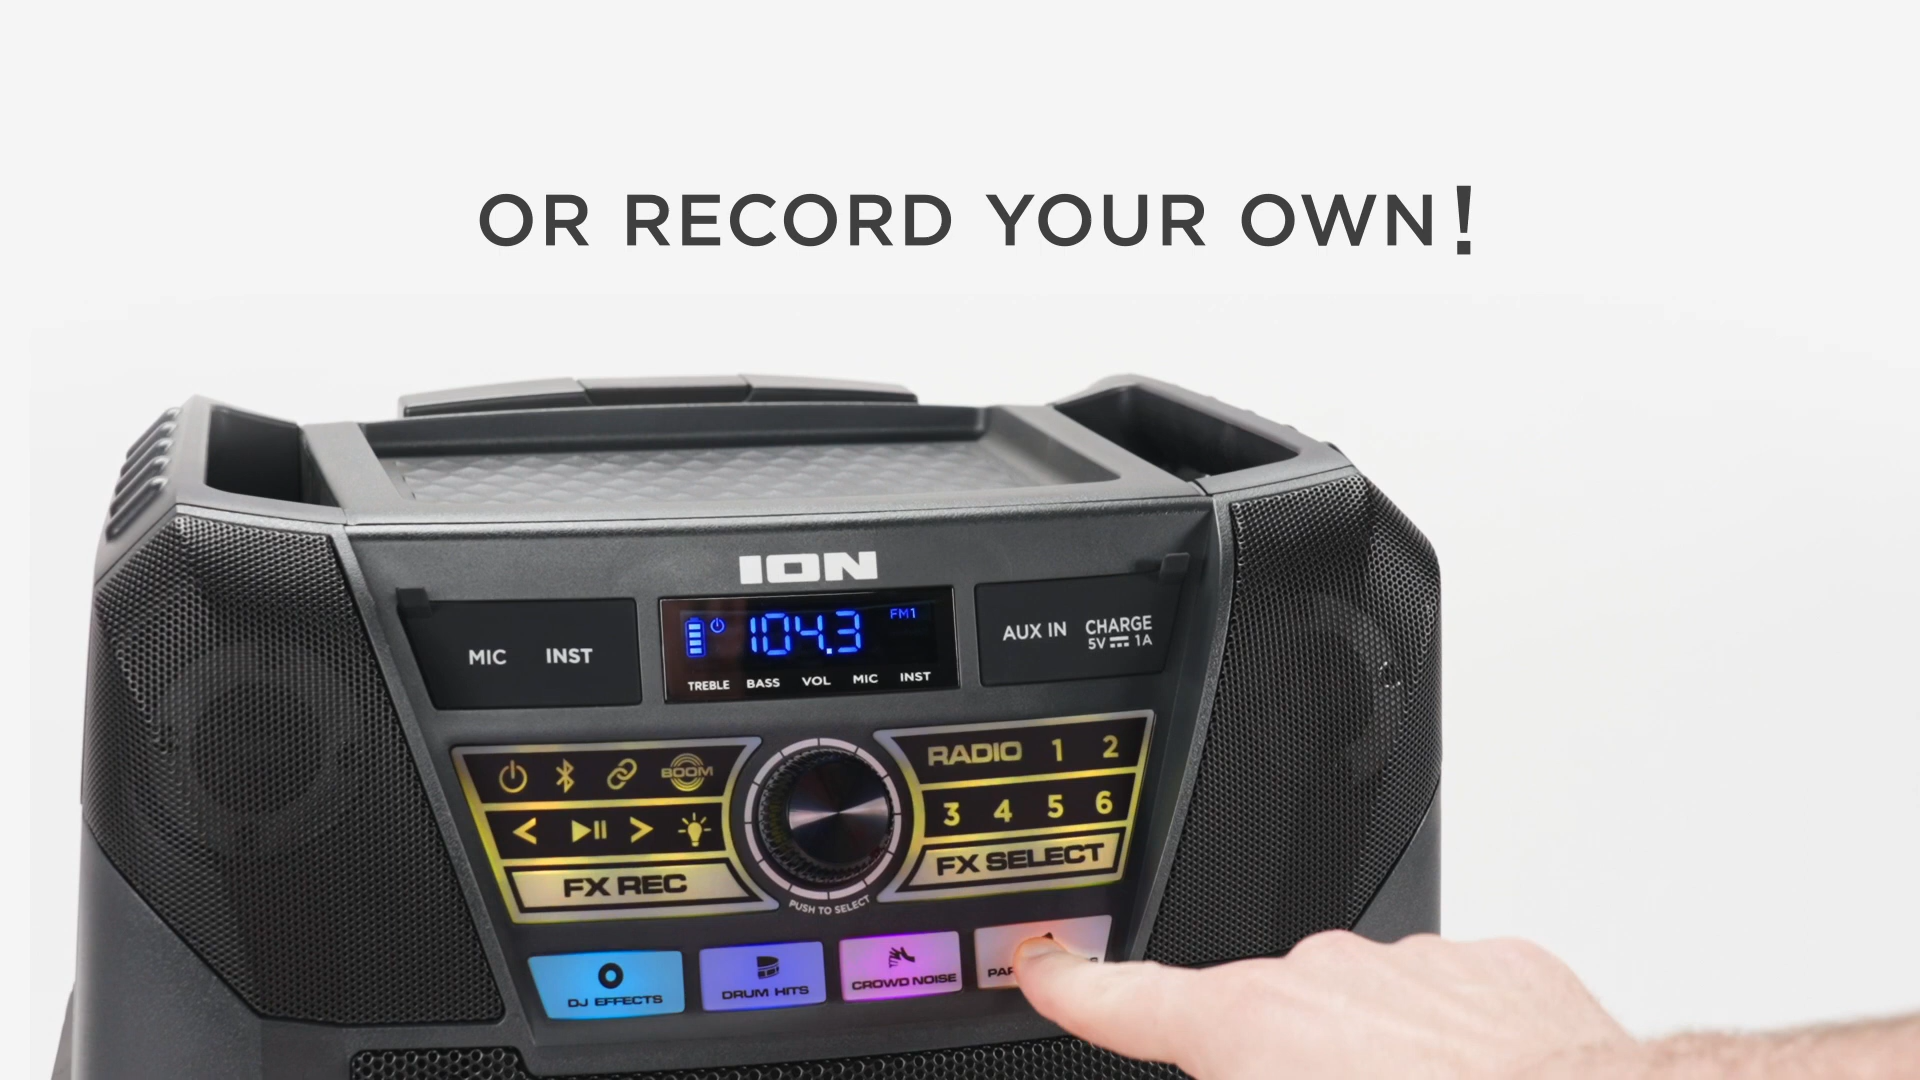 OR RECORD YOUR OWN!
ION
MIC INST
104.3 FM1
TREBLE BASS VOL MIC INST
AUX IN CHARGE
5V 1A
BOOM
FX REC
PUSH TO SELECT
RADIO 1 2
3 4 5 6
FX SELECT
DJ EFFECTS
DRUM HITS
CROWD NOISE